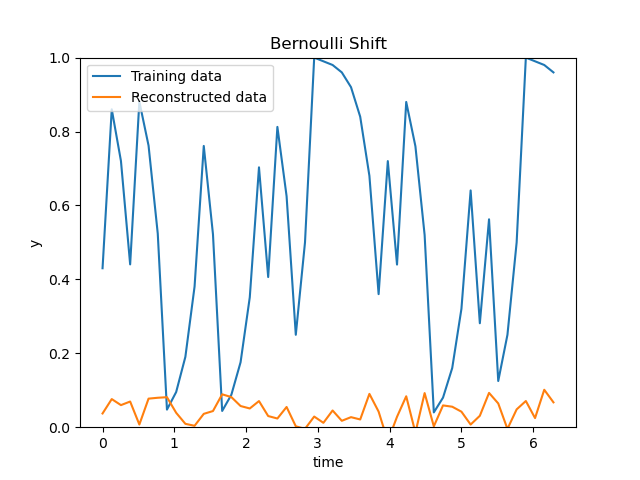 Bernoulli Shift
Training data
Reconstructed data
1.0
0.8
0.6
0.4
0.2
0.0
y
0 1 2 3 4 5 6
time